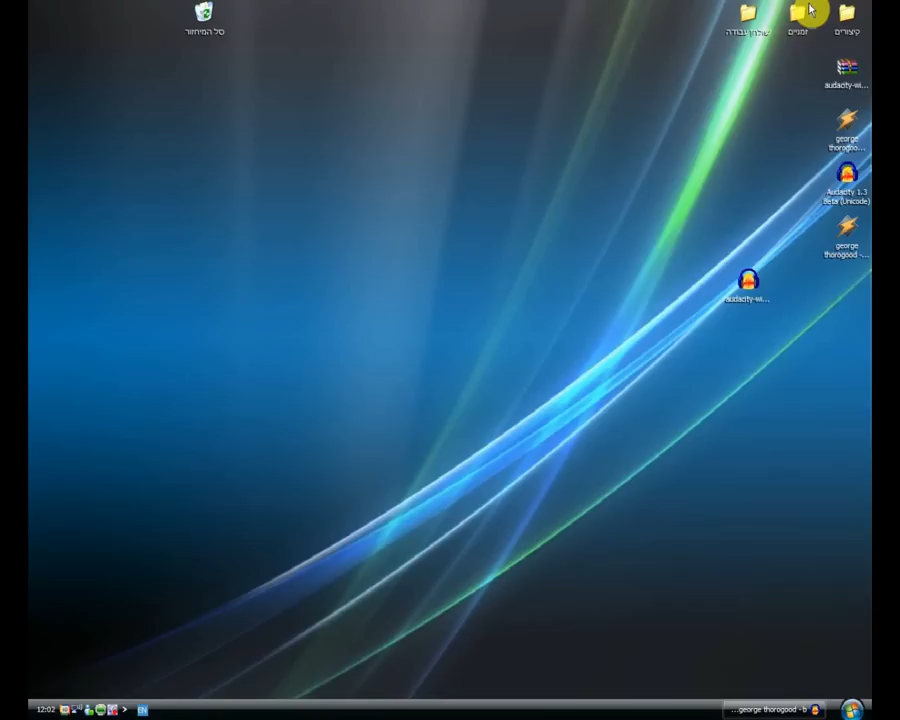 קיצורים
זמניים
שולחן עבודה
סל המיחזור
audacity-wi...
george
thorogoo...
Audacity 1.3
Beta (Unicode)
george
thorogood -...
audacity-wi...
12:02
EN
...george thorogood - b